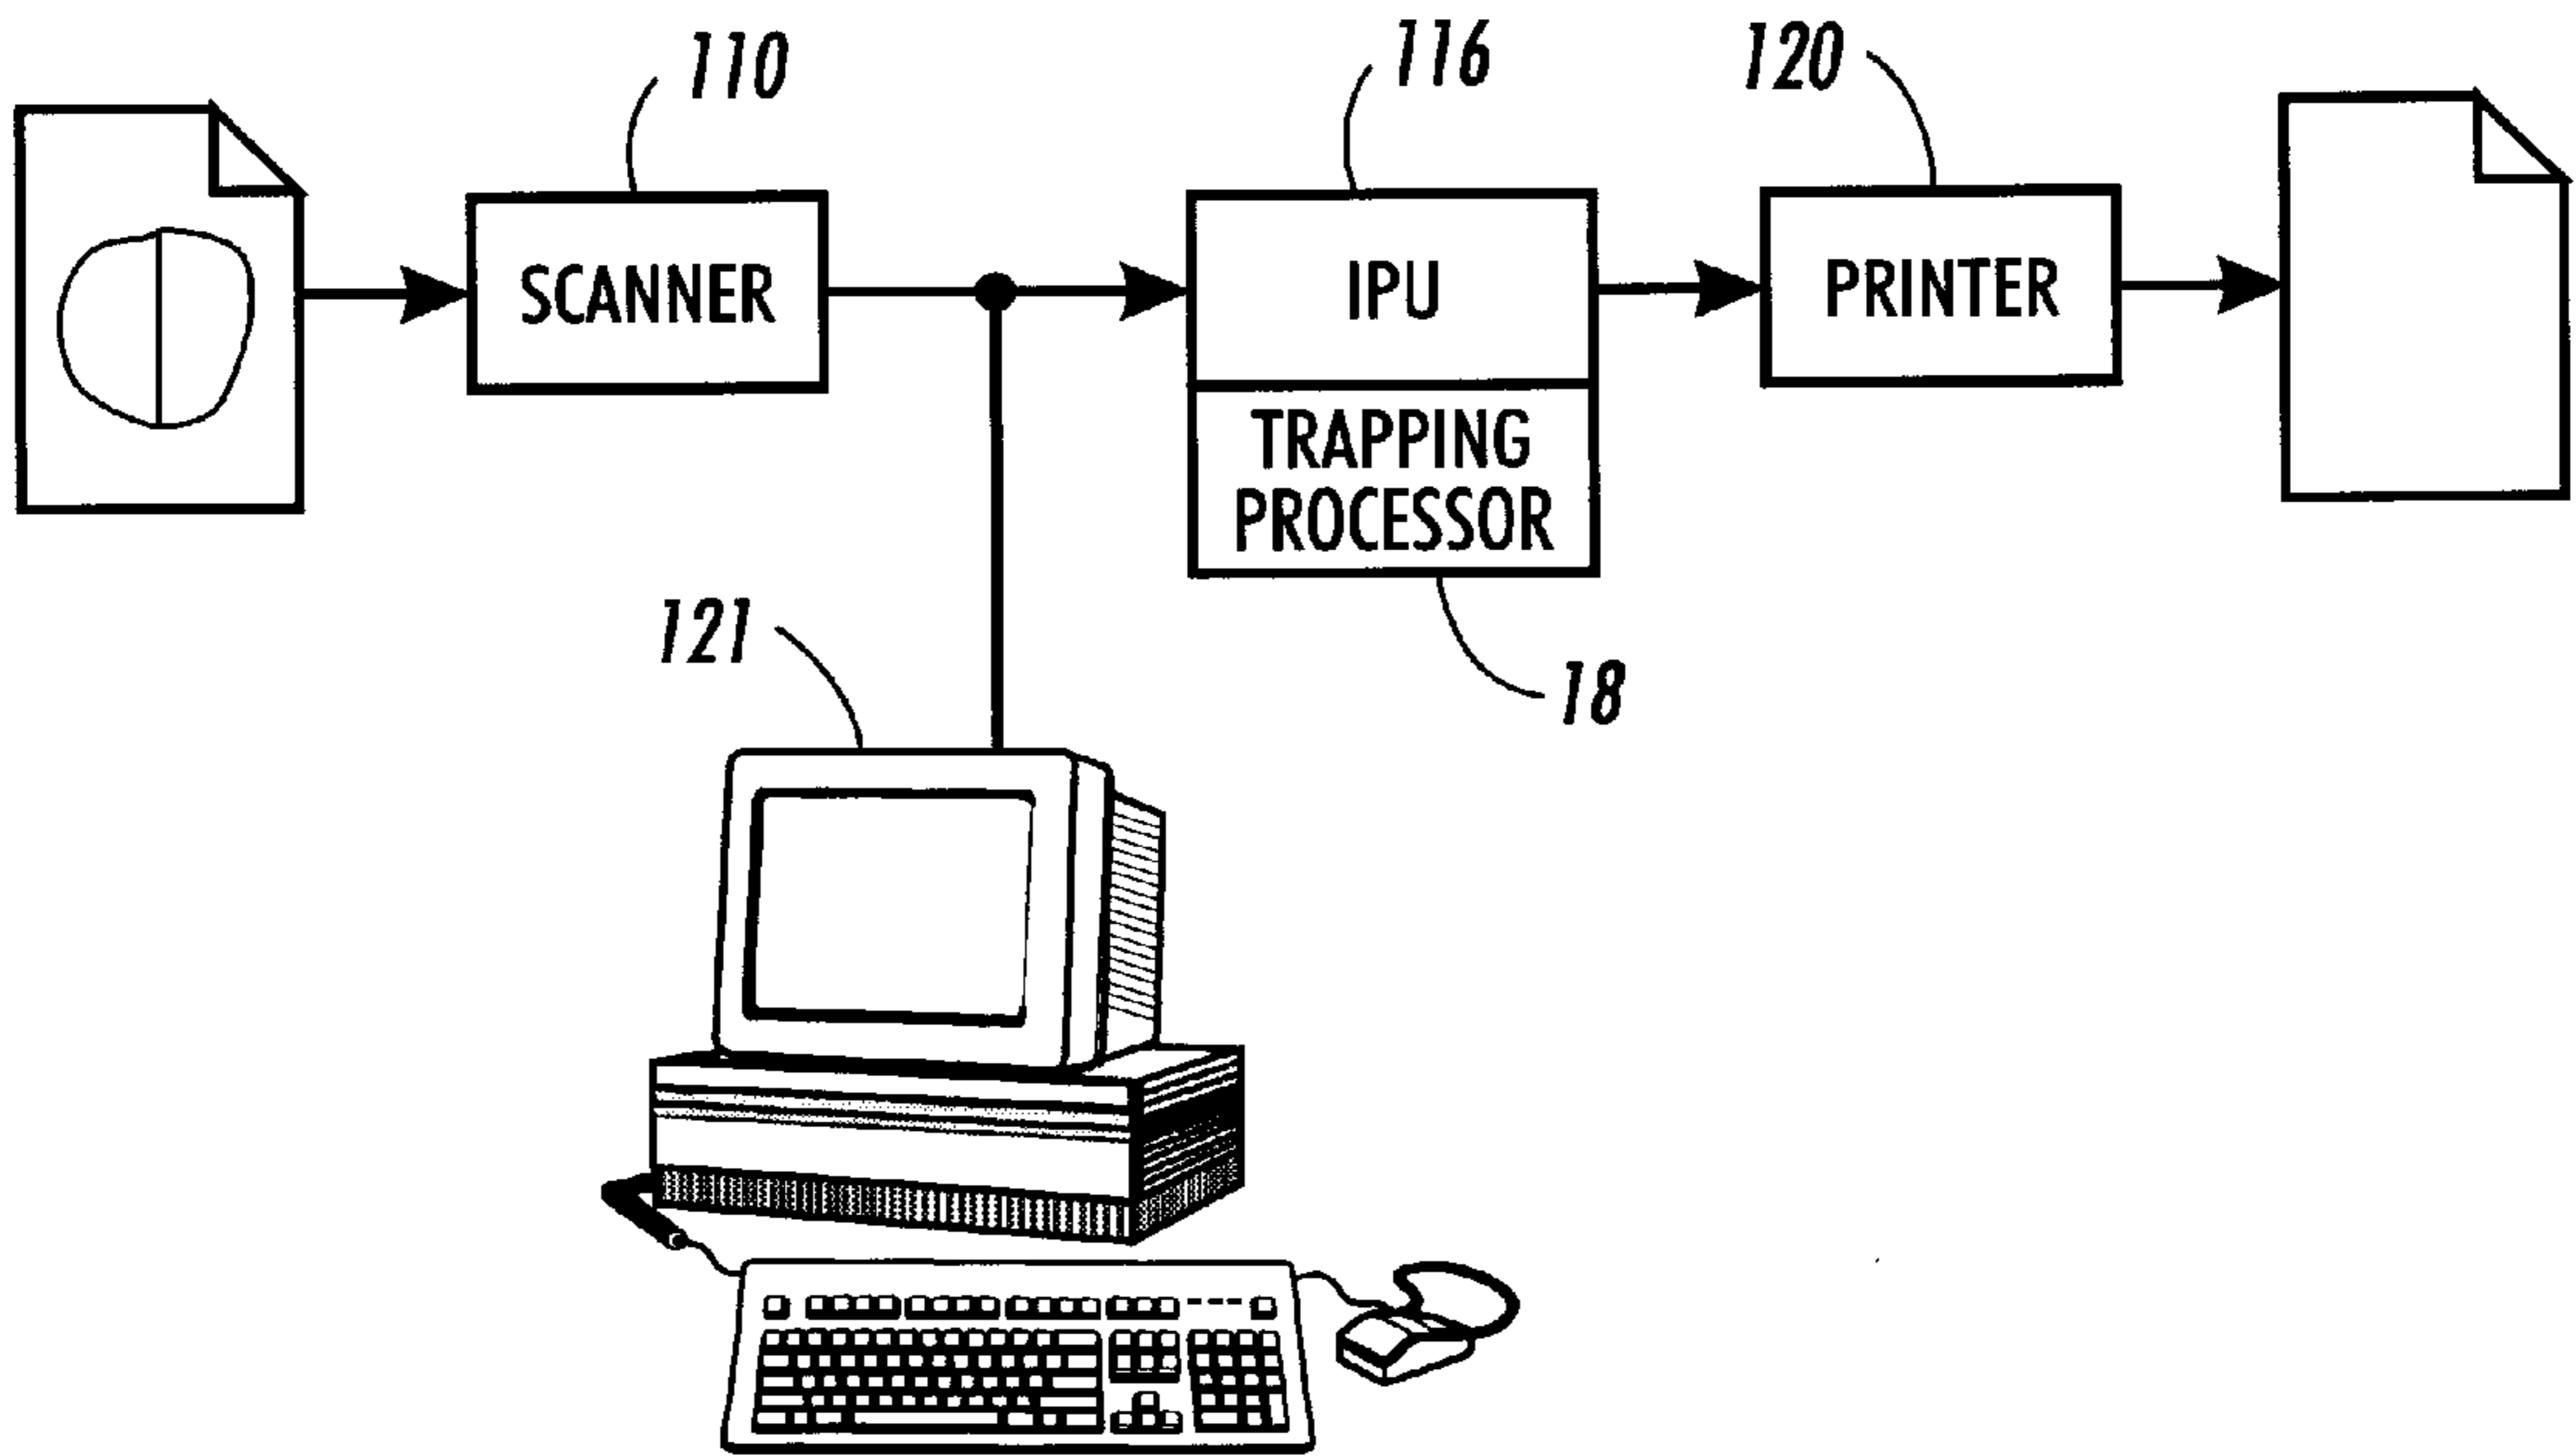 110
116
120
SCANNER
IPU
PRINTER
TRAPPING
PROCESSOR
121
18